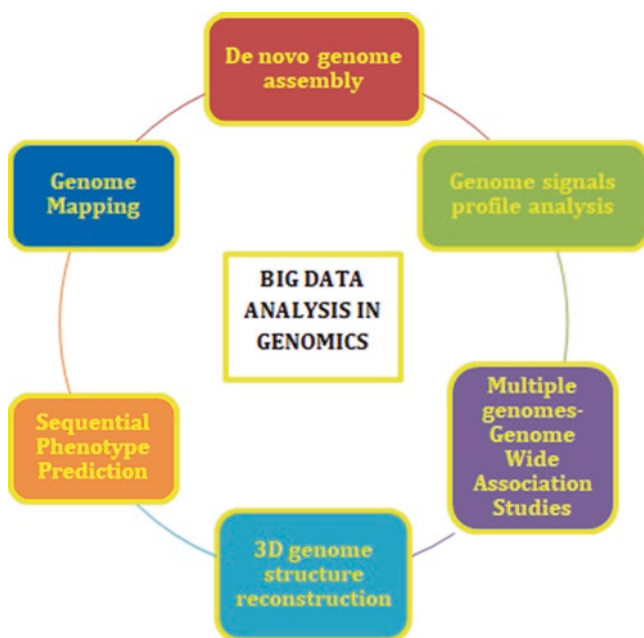 De novo genome
assembly
Genome signals
profile analysis
Multiple
genomes-
Genome
Wide
Association
Studies
3D genome
structure
reconstruction
Sequential
Phenotype
Prediction
Genome
Mapping
BIG DATA
ANALYSIS IN
GENOMICS